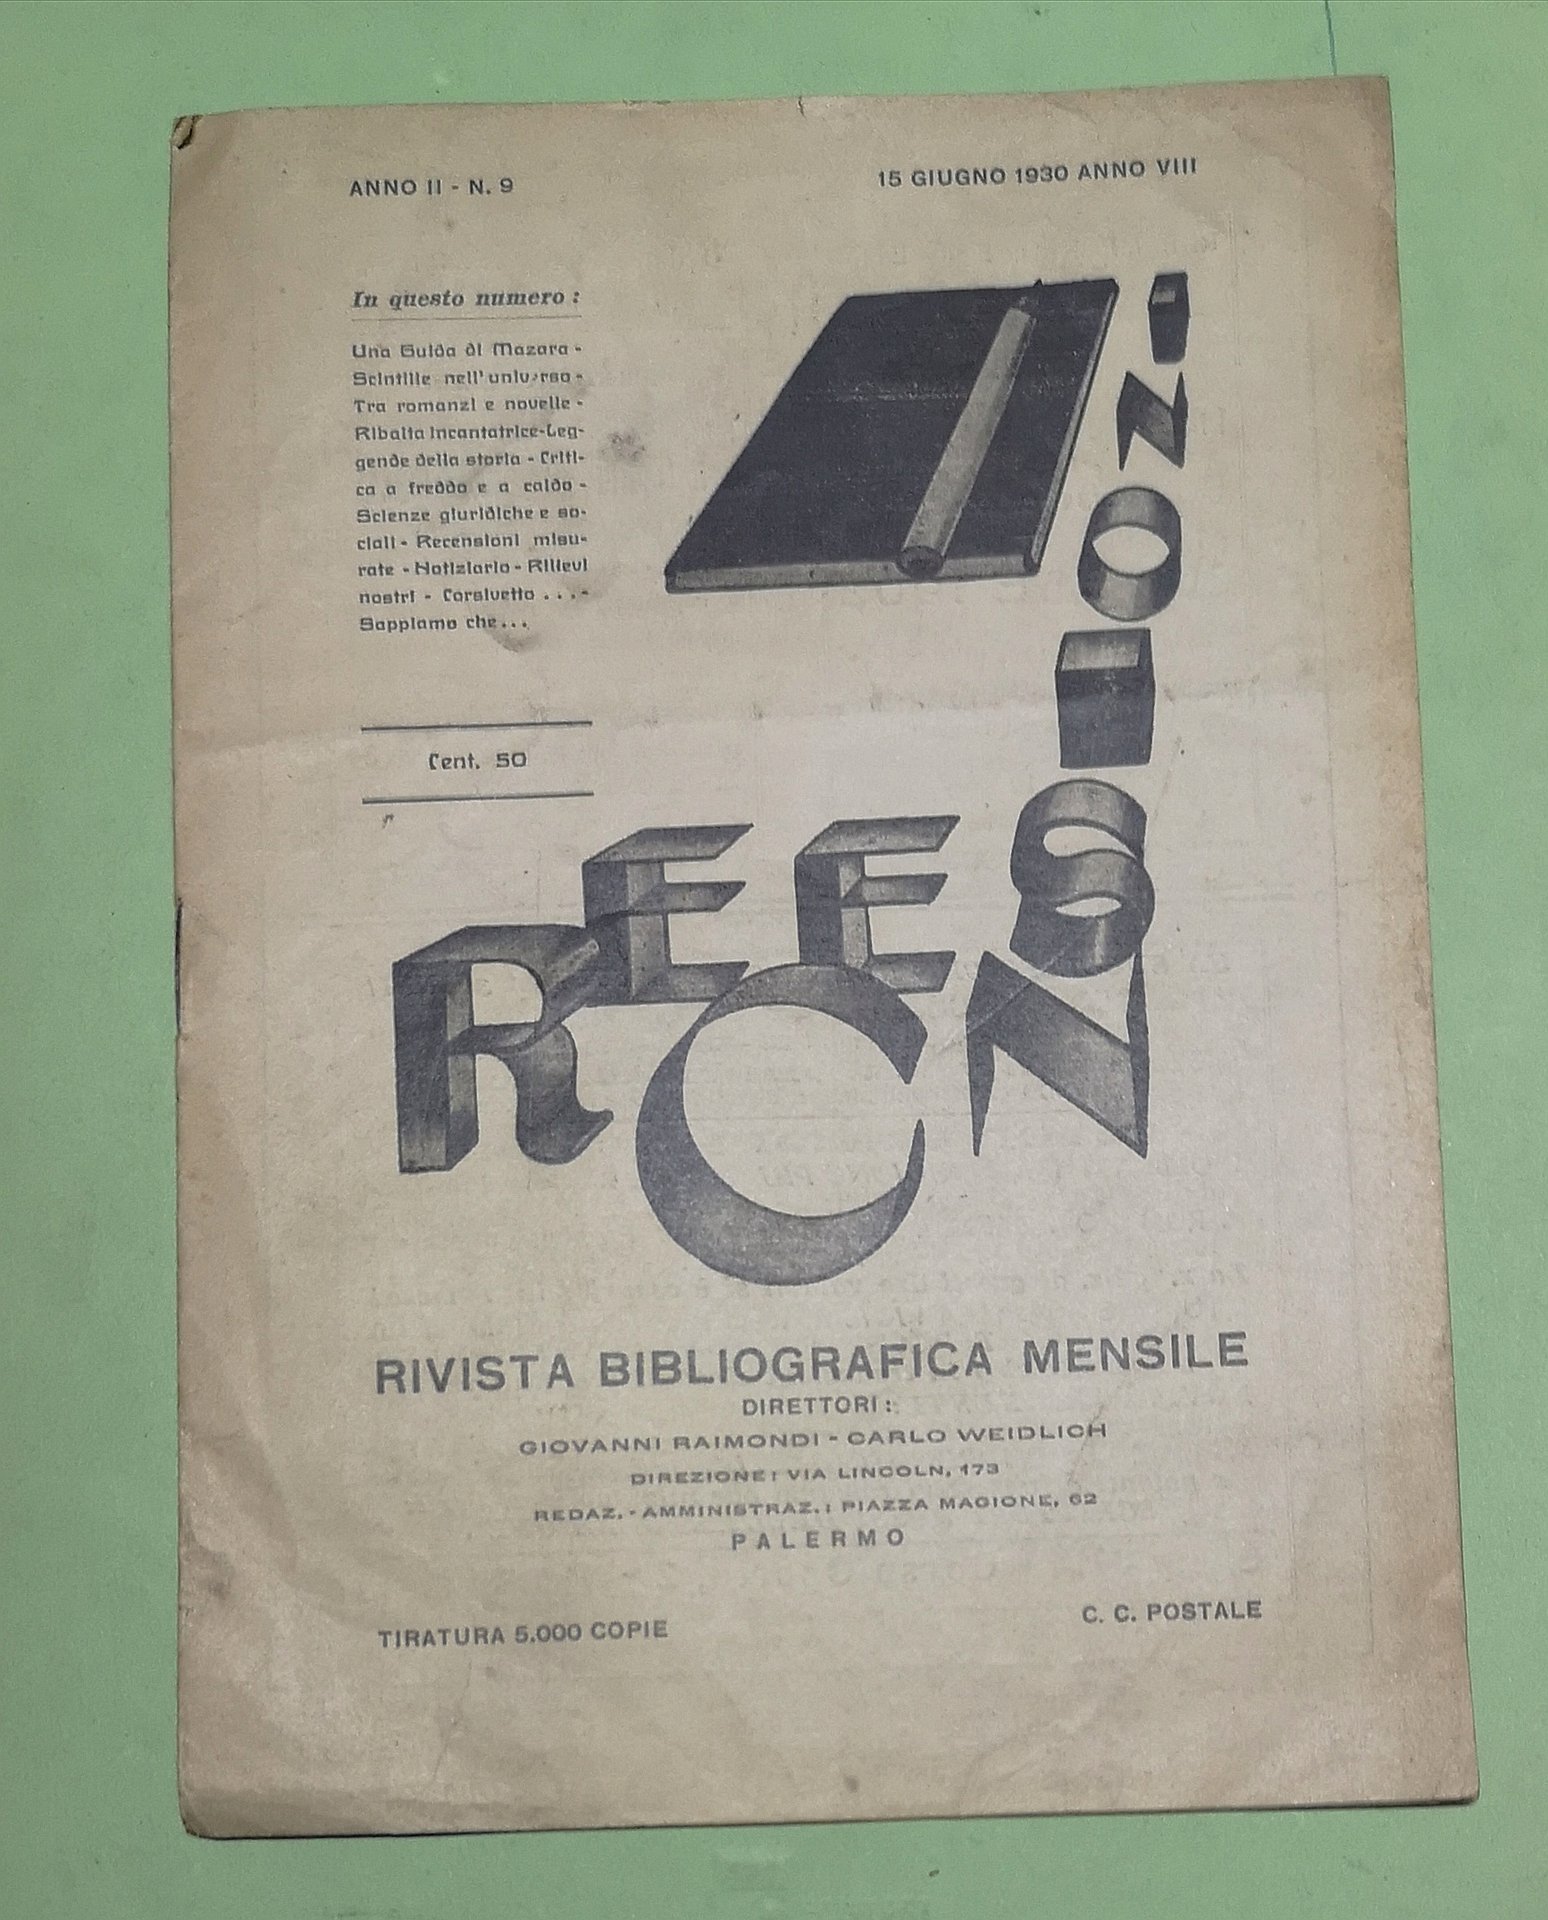 ANNO II - N. 9
15 GIUGNO 1930 ANNO VIII
In questo numero :
Una Guida di Mazara -
Scintille nell'universo -
Tra romanzi e novelle -
Ribalta incantatrice-Leg-
gende della storia - Criti-
ca a freddo e a caldo -
Scienze giuridiche e so-
ciali - Recensioni misu-
rate - Notiziario - Rilievi
nostri - Corsivetto . . . -
Sappiamo che . . .
Cent. 50
RECENSIONI
RIVISTA BIBLIOGRAFICA MENSILE
DIRETTORI :
GIOVANNI RAIMONDI - CARLO WEIDLICH
DIREZIONE : VIA LINCOLN, 173
REDAZ. - AMMINISTRAZ. : PIAZZA MAGIONE, 62
PALERMO
TIRATURA 5.000 COPIE
C. C. POSTALE